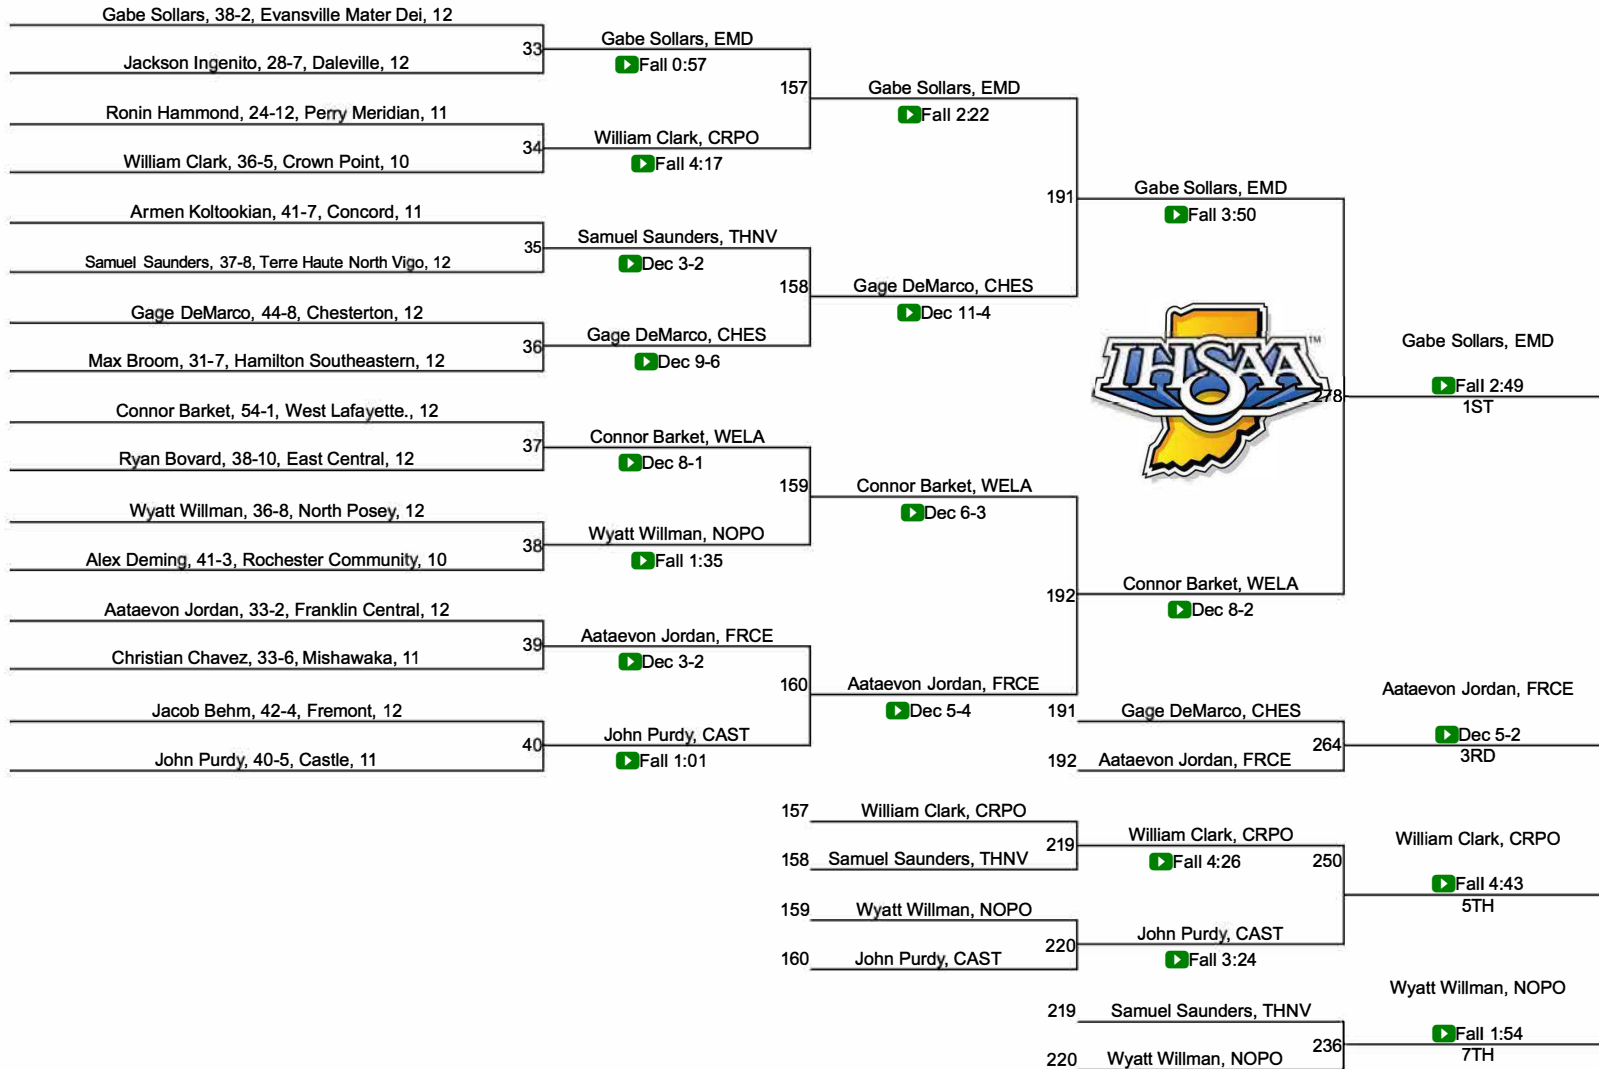 Gabe Sollars, 38-2, Evansville Mater Dei, 12
33
Jackson Ingenito, 28-7, Daleville, 12
Gabe Sollars, EMD
Fall 0:57
157
Ronin Hammond, 24-12, Perry Meridian, 11
34
William Clark, 36-5, Crown Point, 10
William Clark, CRPO
Fall 4:17
Gabe Sollars, EMD
Fall 2:22
191
Armen Koltookian, 41-7, Concord, 11
35
Samuel Saunders, 37-8, Terre Haute North Vigo, 12
Samuel Saunders, THNV
Dec 3-2
158
Gage DeMarco, 44-8, Chesterton, 12
36
Max Broom, 31-7, Hamilton Southeastern, 12
Gage DeMarco, CHES
Dec 9-6
Gage DeMarco, CHES
Dec 11-4
Gabe Sollars, EMD
Fall 3:50
IHSAA
TM
278
Gabe Sollars, EMD
Fall 2:49
1ST
Connor Barket, 54-1, West Lafayette., 12
37
Ryan Bovard, 38-10, East Central, 12
Connor Barket, WELA
Dec 8-1
159
Wyatt Willman, 36-8, North Posey, 12
38
Alex Deming, 41-3, Rochester Community, 10
Wyatt Willman, NOPO
Fall 1:35
Connor Barket, WELA
Dec 6-3
192
Connor Barket, WELA
Dec 8-2
Aataevon Jordan, 33-2, Franklin Central, 12
39
Christian Chavez, 33-6, Mishawaka, 11
Aataevon Jordan, FRCE
Dec 3-2
160
Jacob Behm, 42-4, Fremont, 12
40
John Purdy, 40-5, Castle, 11
John Purdy, CAST
Fall 1:01
Aataevon Jordan, FRCE
Dec 5-4
191 Gage DeMarco, CHES
264
192 Aataevon Jordan, FRCE
Aataevon Jordan, FRCE
Dec 5-2
3RD
157 William Clark, CRPO
219
158 Samuel Saunders, THNV
William Clark, CRPO
Fall 4:26
250
159 Wyatt Willman, NOPO
220
160 John Purdy, CAST
John Purdy, CAST
Fall 3:24
William Clark, CRPO
Fall 4:43
5TH
219 Samuel Saunders, THNV
236
220 Wyatt Willman, NOPO
Wyatt Willman, NOPO
Fall 1:54
7TH